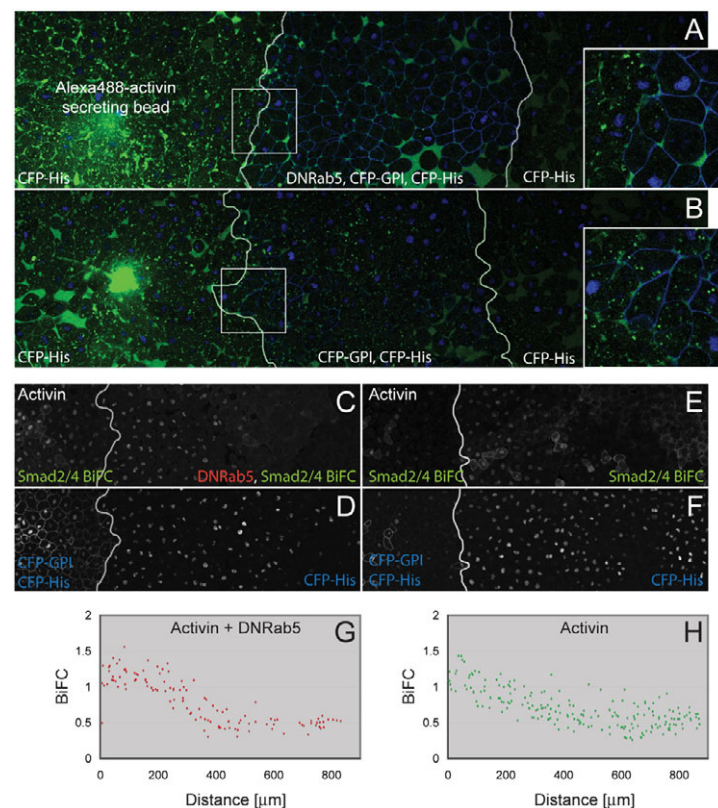 A
Alexa488-activin
secreting bead
CFP-His
DNRab5, CFP-GPI, CFP-His
CFP-His
B
CFP-His
CFP-GPI, CFP-His
CFP-His
Activin
C
Smad2/4 BiFC
DNRab5, Smad2/4 BiFC
Activin
E
Smad2/4 BiFC
Smad2/4 BiFC
D
CFP-GPI
CFP-His
CFP-His
F
CFP-GPI
CFP-His
CFP-His
Activin + DNRab5
G
BiFC
2
1.5
1
0.5
0
0 200 400 600 800
Distance [μm]
Activin
H
BiFC
2
1.5
1
0.5
0
0 200 400 600 800
Distance [μm]